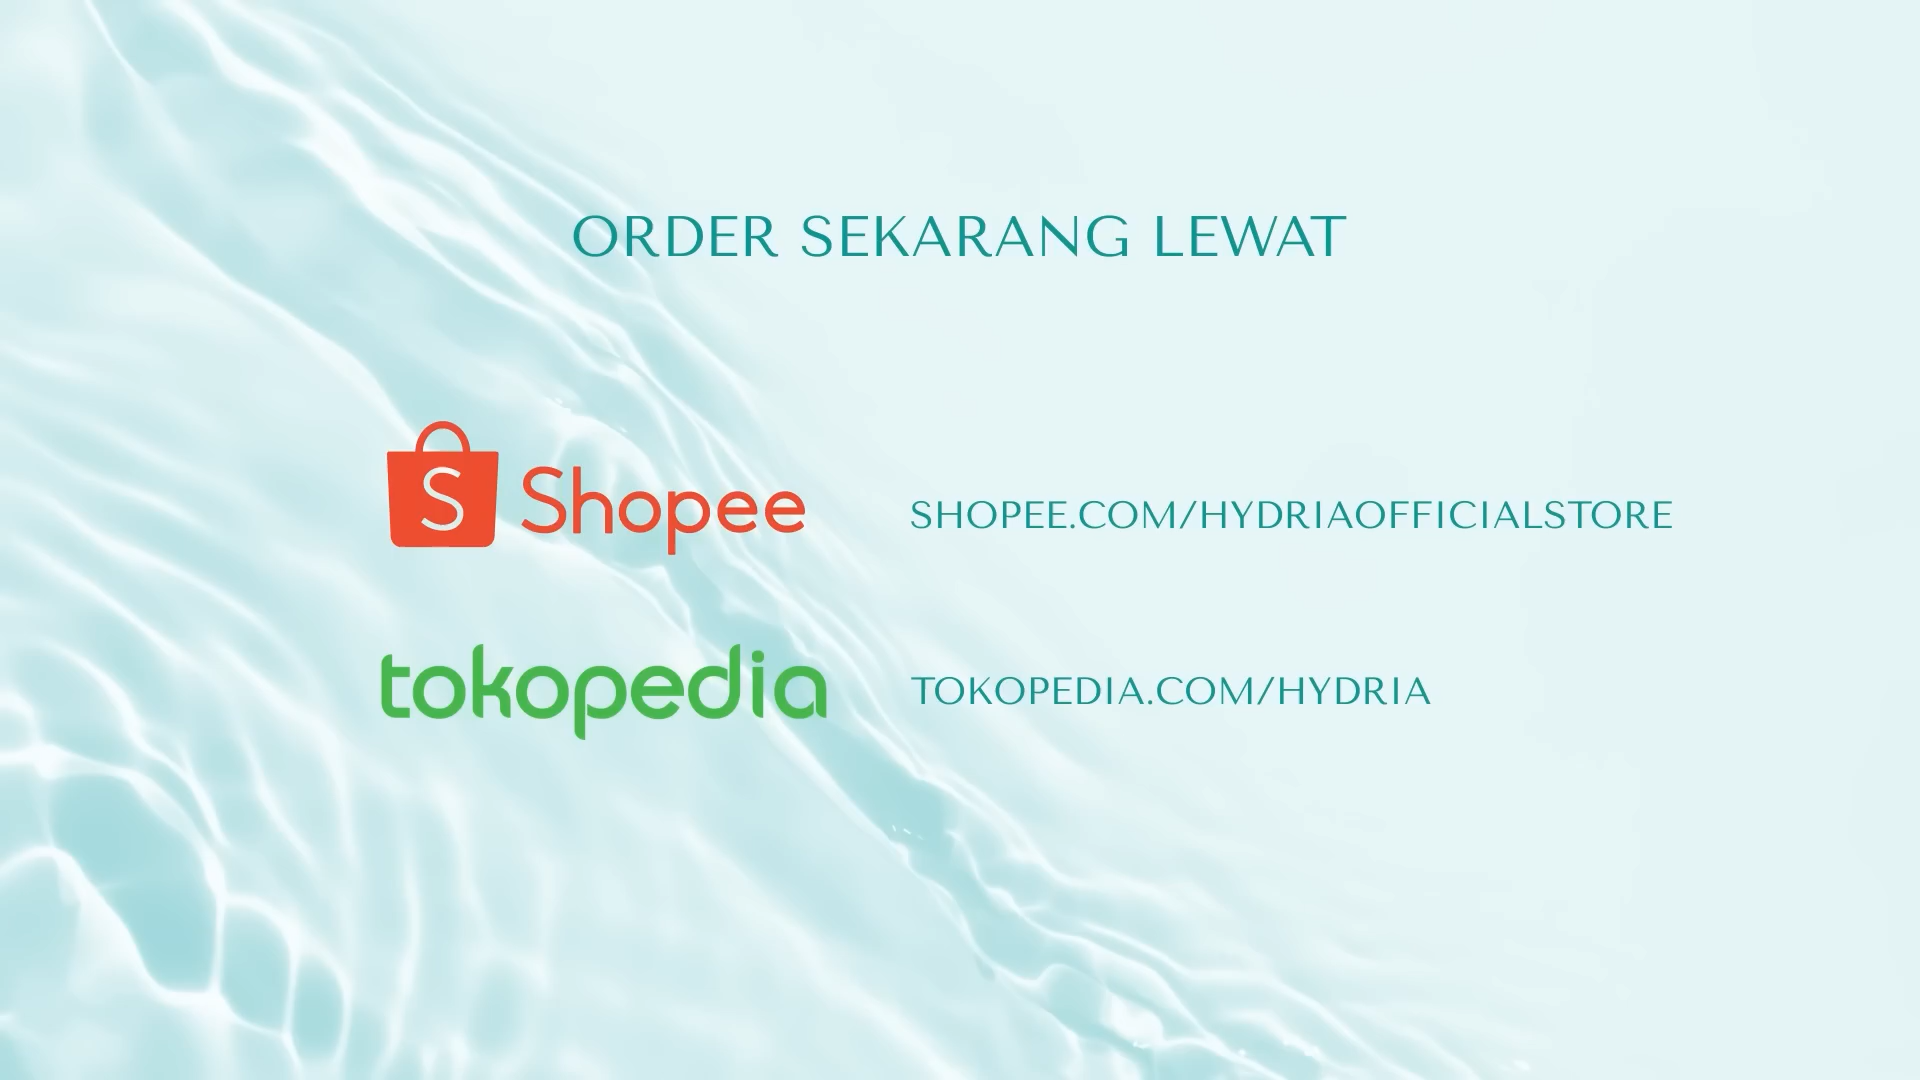 ORDER SEKARANG LEWAT
S Shopee
SHOPEE.COM/HYDRIAOFFICIALSTORE
tokopedia
TOKOPEDIA.COM/HYDRIA